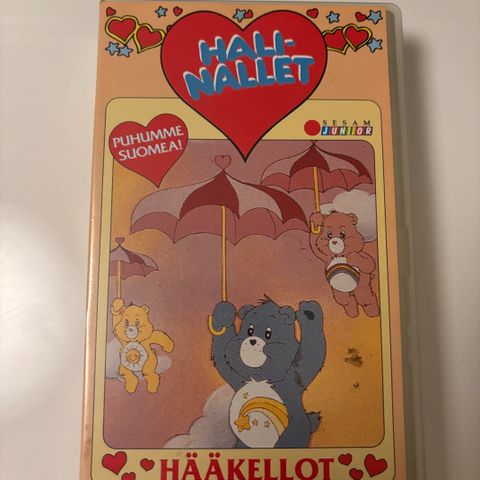 HALI-
NALLET
SESAM
JUNIOR
PUHUMME
SUOMEA!
HÄÄKELLOT